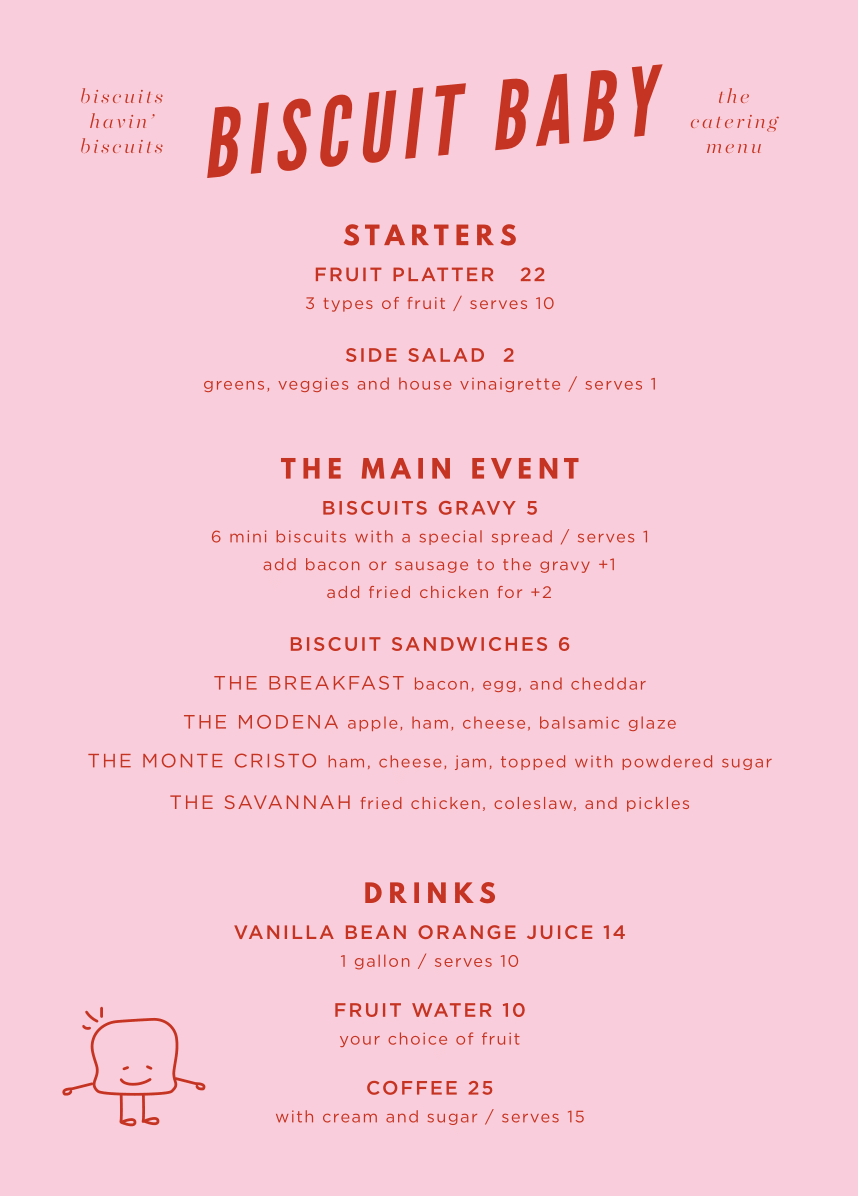 biscuits
havin'
biscuits
BISCUIT BABY
the
catering
menu
STARTERS
FRUIT PLATTER 22
3 types of fruit / serves 10
SIDE SALAD 2
greens, veggies and house vinaigrette / serves 1
THE MAIN EVENT
BISCUITS GRAVY 5
6 mini biscuits with a special spread / serves 1
add bacon or sausage to the gravy +1
add fried chicken for +2
BISCUIT SANDWICHES 6
THE BREAKFAST bacon, egg, and cheddar
THE MODENA apple, ham, cheese, balsamic glaze
THE MONTE CRISTO ham, cheese, jam, topped with powdered sugar
THE SAVANNAH fried chicken, coleslaw, and pickles
DRINKS
VANILLA BEAN ORANGE JUICE 14
1 gallon / serves 10
FRUIT WATER 10
your choice of fruit
COFFEE 25
with cream and sugar / serves 15